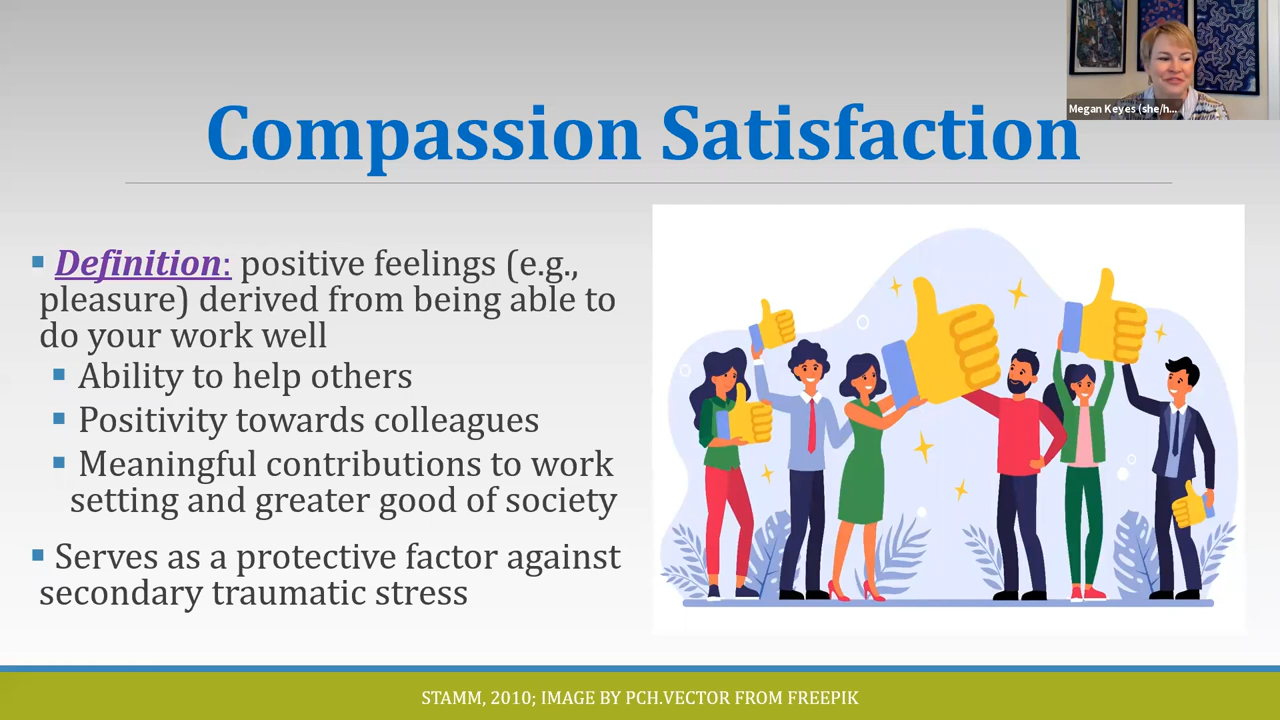 Megan Keyes (she/h...
Compassion Satisfaction
▪ Definition: positive feelings (e.g.,
pleasure) derived from being able to
do your work well
▪ Ability to help others
▪ Positivity towards colleagues
▪ Meaningful contributions to work
setting and greater good of society
▪ Serves as a protective factor against
secondary traumatic stress
STAMM, 2010; IMAGE BY PCH.VECTOR FROM FREEPIK